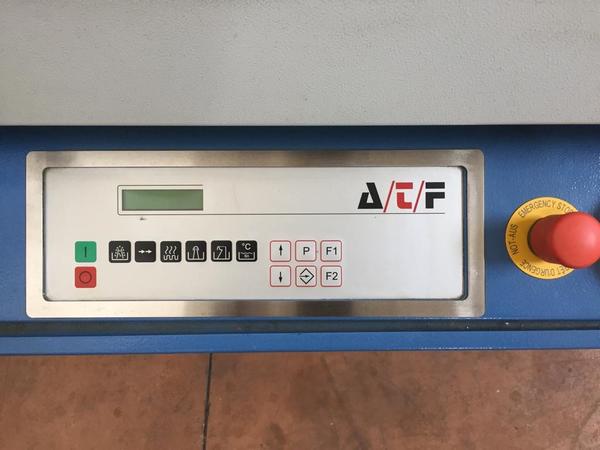 A/T/F
I
°C
P F1
F2
O
EMERGENCY STOP
NOT-AUS